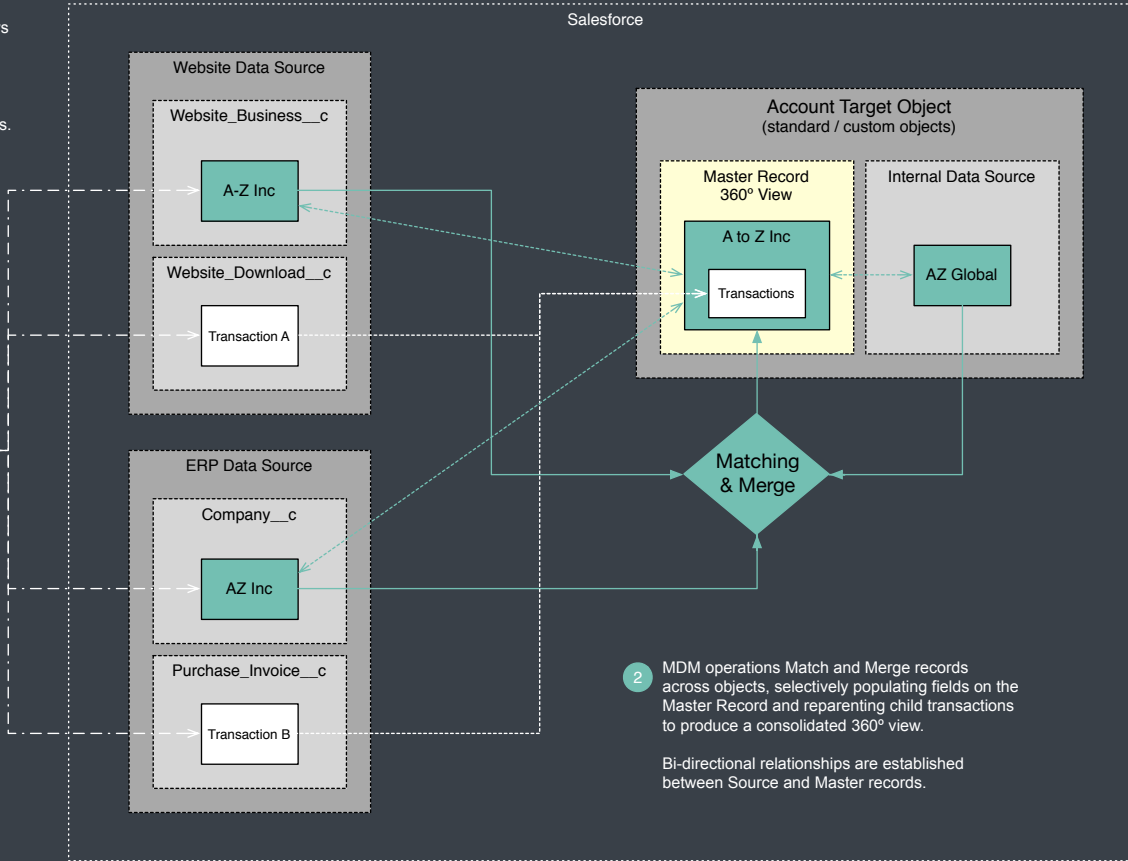 Salesforce
Website Data Source
Website_Business__c
A-Z Inc
Website_Download__c
Transaction A
ERP Data Source
Company__c
AZ Inc
Purchase_Invoice__c
Transaction B
Account Target Object
(standard / custom objects)
Master Record
360º View
A to Z Inc
Transactions
Internal Data Source
AZ Global
Matching
& Merge
2
MDM operations Match and Merge records
across objects, selectively populating fields on the
Master Record and reparenting child transactions
to produce a consolidated 360º view.
Bi-directional relationships are established
between Source and Master records.